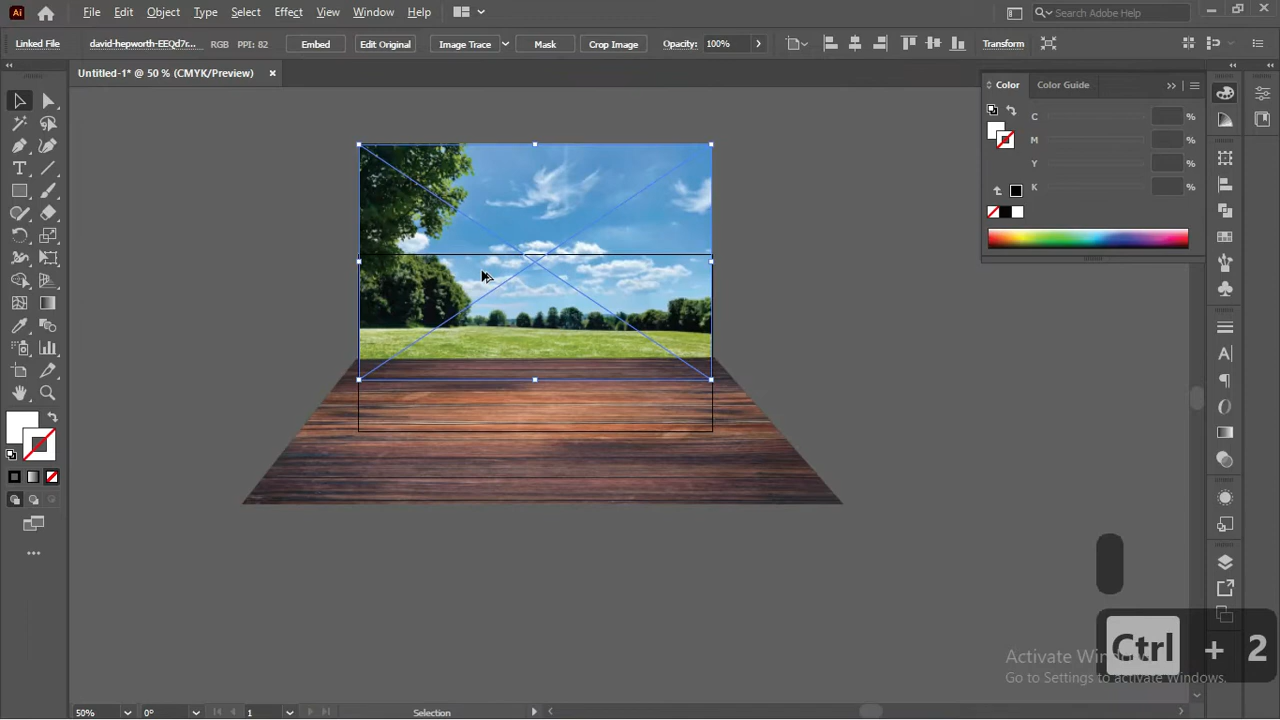 Ai File Edit Object Type Select Effect View Window Help Search Adobe Help
Linked File david-hepworth-EEQd7r... RGB PPI: 82 Embed Edit Original Image Trace Mask Crop Image Opacity: 100% Transform
Untitled-1* @ 50 % (CMYK/Preview) ×
Color Color Guide
C %
M %
Y %
K %
Ctrl + 2
Activate Windows
Go to Settings to activate Windows.
50% 0° 1 Selection